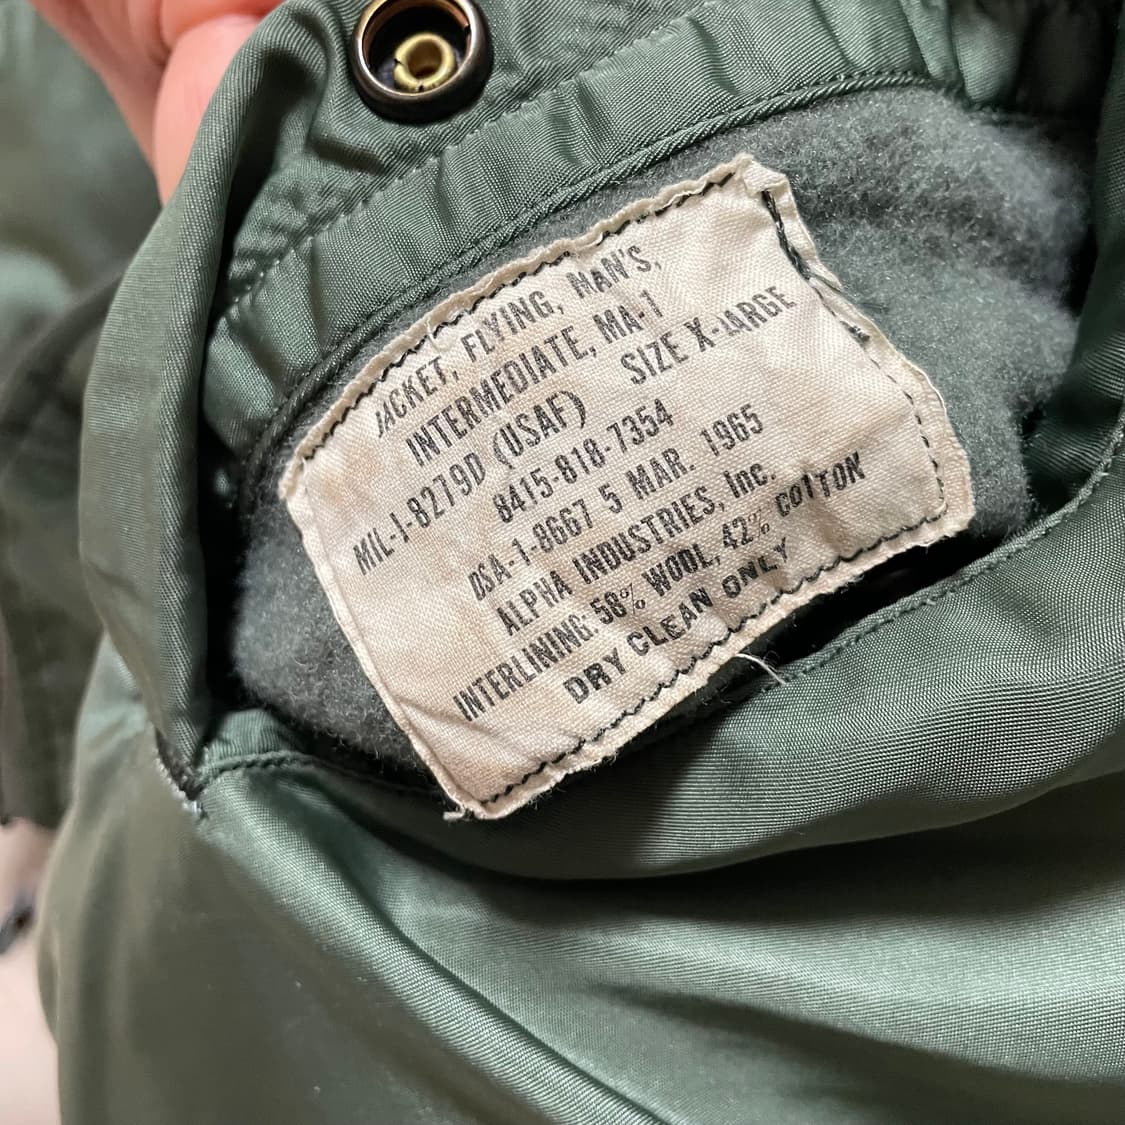 JACKET, FLYING, MaN'S,
INTERMEDIATE, MA-1
MIL-J-8279D (USAF) SIZE X-LARGE
8415-818-7354
DSA-1-8667 5 MAR. 1965
ALPHA INDUSTRIES, Inc.
INTERLINING: 58% WOOL, 42% COTTON
DRY CLEAN ONLY